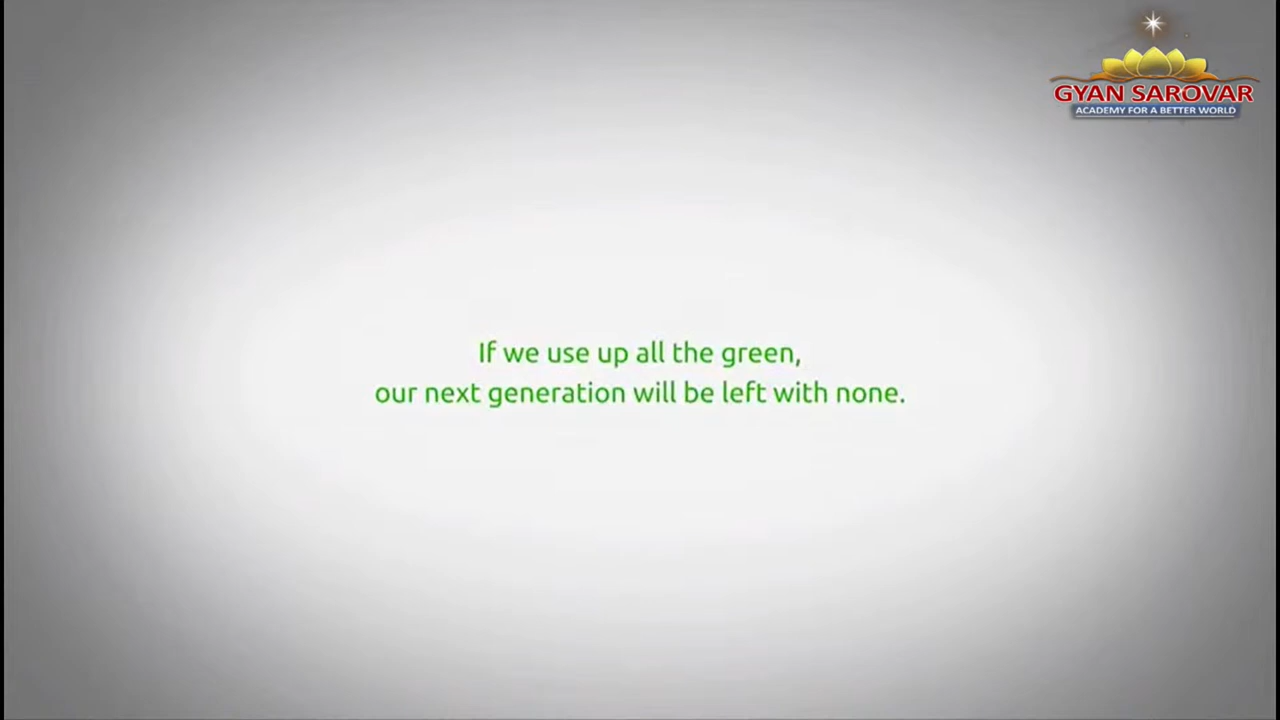 GYAN SAROVAR
ACADEMY FOR A BETTER WORLD
If we use up all the green,
our next generation will be left with none.